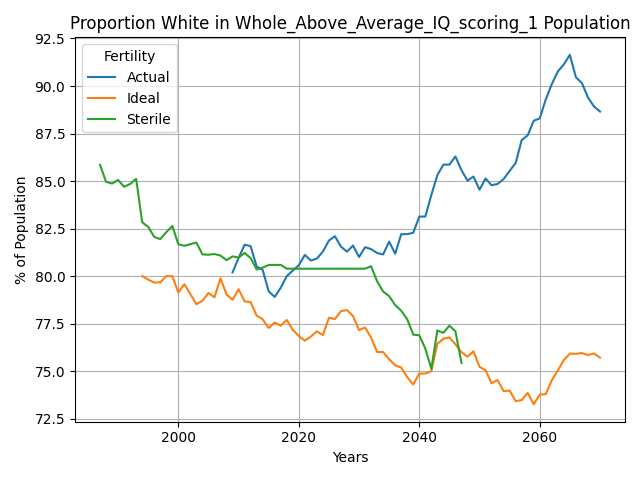 Proportion White in Whole_Above_Average_IQ_scoring_1 Population
92.5
90.0
87.5
85.0
82.5
80.0
77.5
75.0
72.5
% of Population
Fertility
Actual
Ideal
Sterile
2000
2020
2040
2060
Years